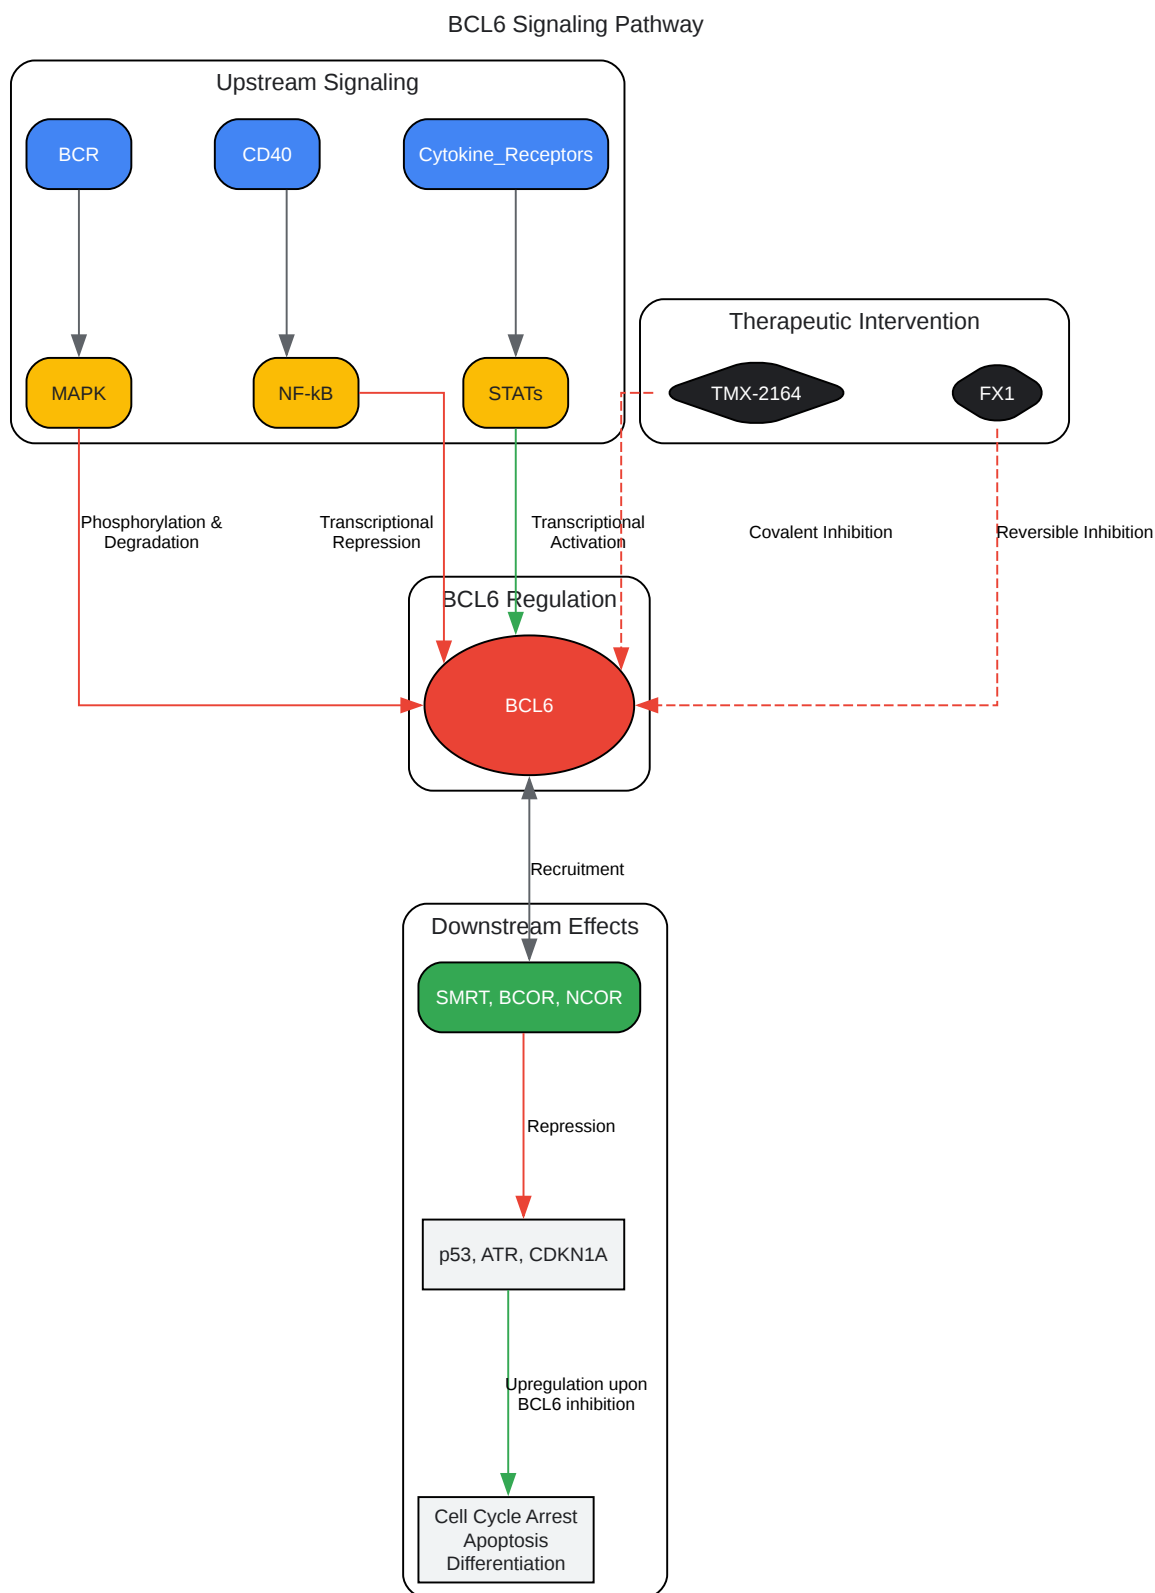 BCL6 Signaling Pathway
Upstream Signaling
BCR
CD40
Cytokine_Receptors
Therapeutic Intervention
MAPK
NF-kB
STATs
TMX-2164
FX1
Phosphorylation &
Degradation
Transcriptional
Repression
Transcriptional
Activation
Covalent Inhibition
Reversible Inhibition
BCL6 Regulation
BCL6
Recruitment
Downstream Effects
SMRT, BCOR, NCOR
Repression
p53, ATR, CDKN1A
Upregulation upon
BCL6 inhibition
Cell Cycle Arrest
Apoptosis
Differentiation